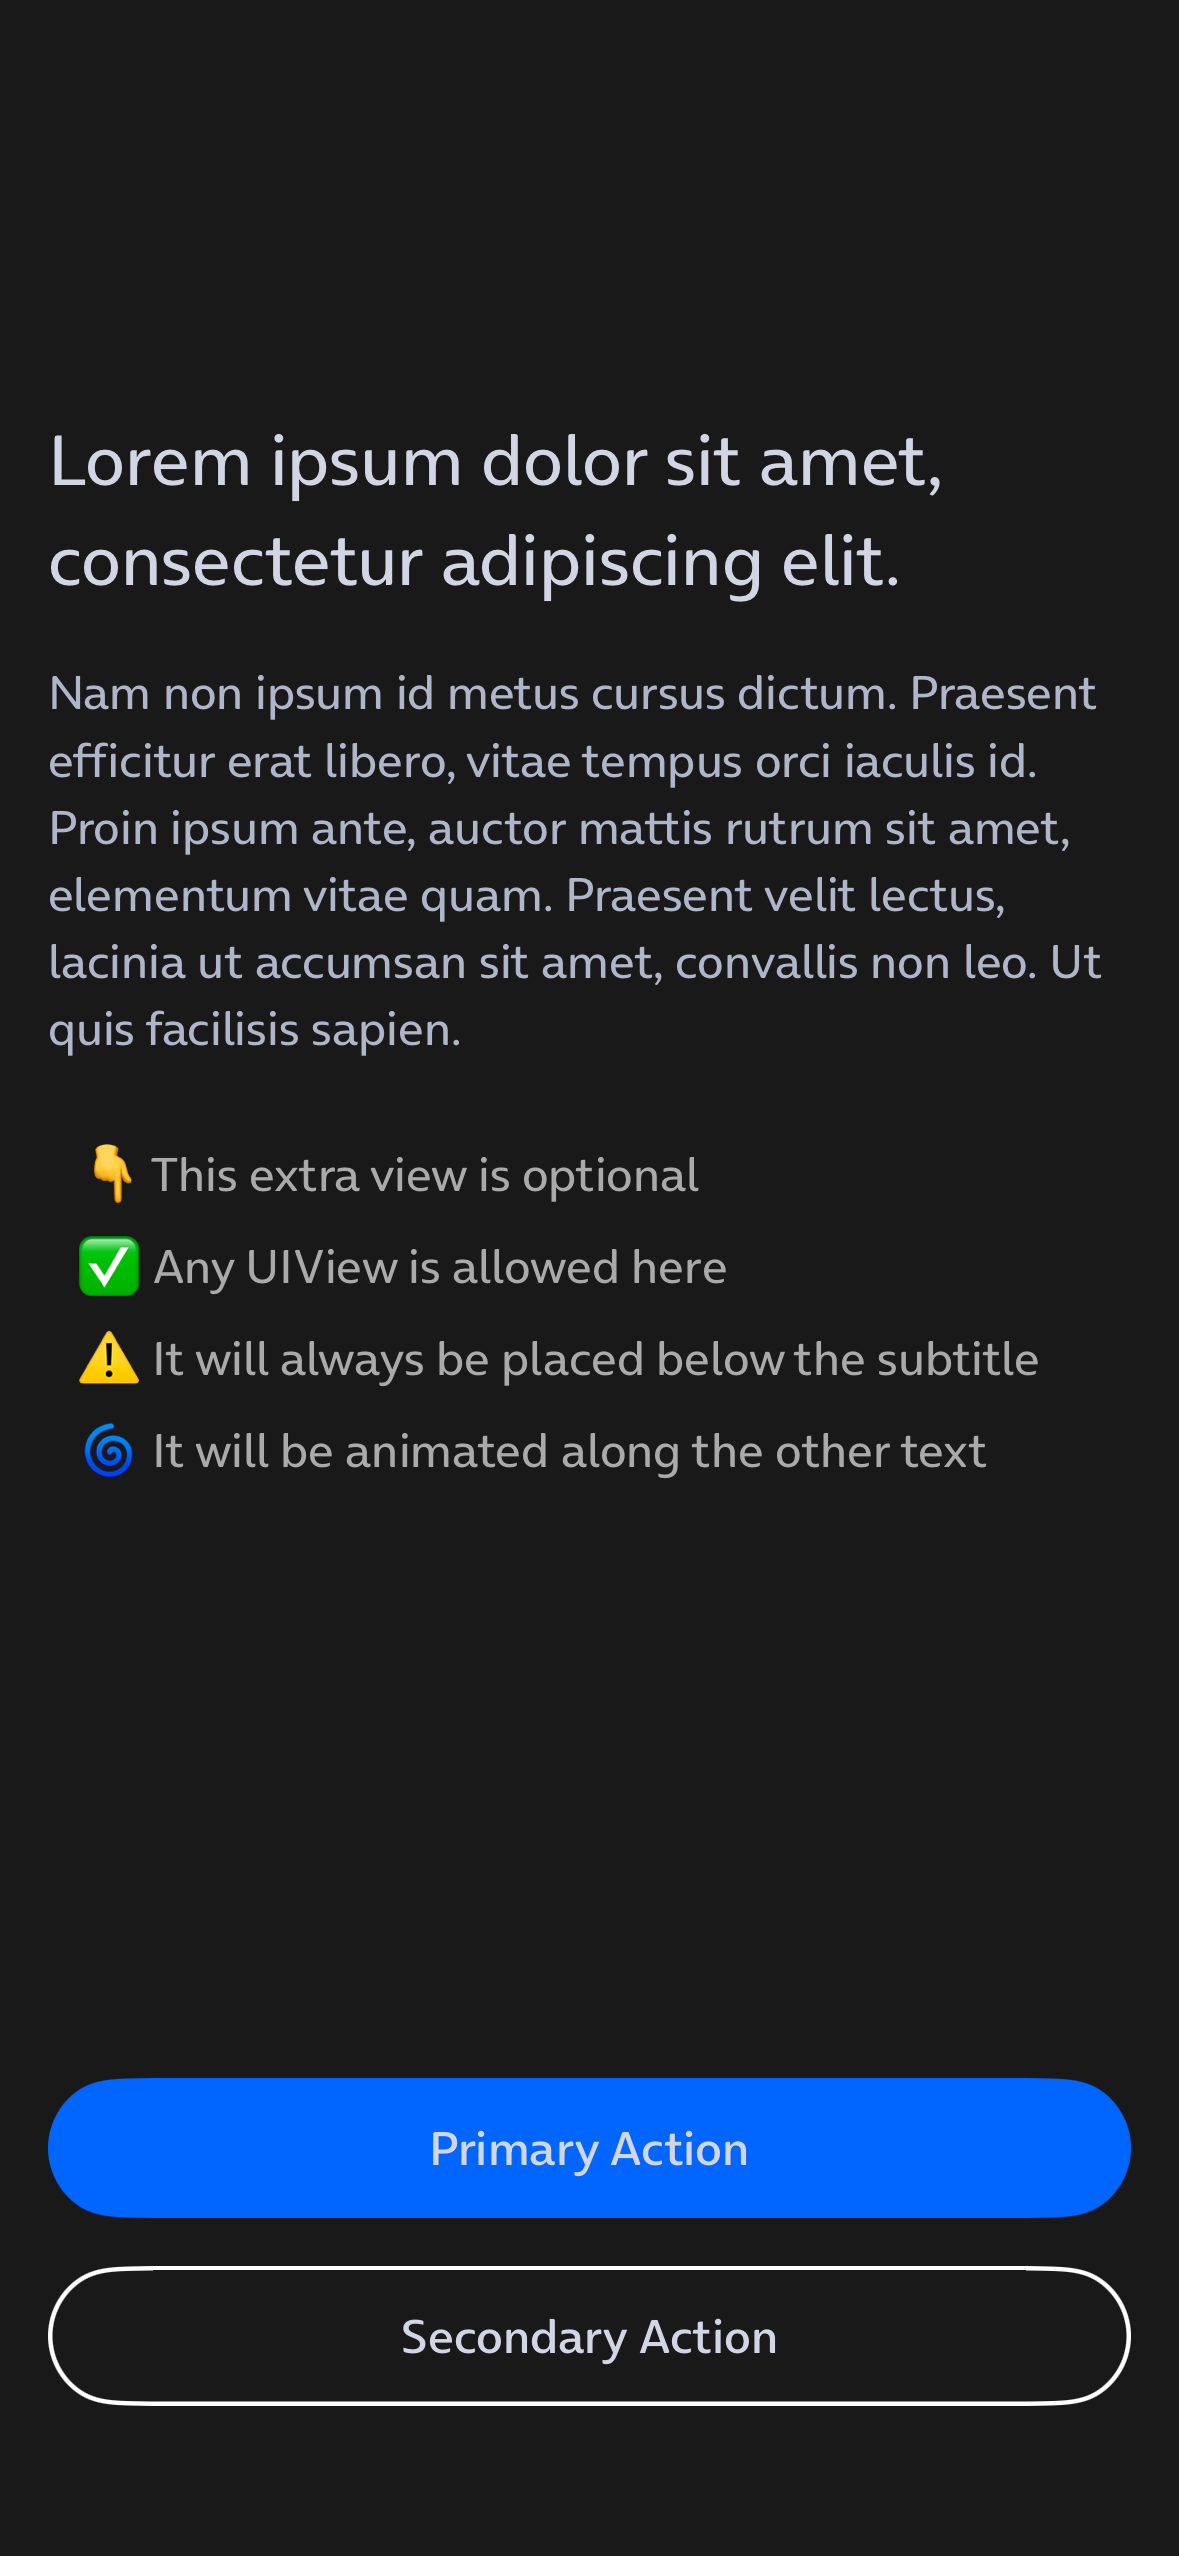 Lorem ipsum dolor sit amet,
consectetur adipiscing elit.
Nam non ipsum id metus cursus dictum. Praesent
efficitur erat libero, vitae tempus orci iaculis id.
Proin ipsum ante, auctor mattis rutrum sit amet,
elementum vitae quam. Praesent velit lectus,
lacinia ut accumsan sit amet, convallis non leo. Ut
quis facilisis sapien.
👇 This extra view is optional
✅ Any UIView is allowed here
⚠️ It will always be placed below the subtitle
🌀 It will be animated along the other text
Primary Action
Secondary Action